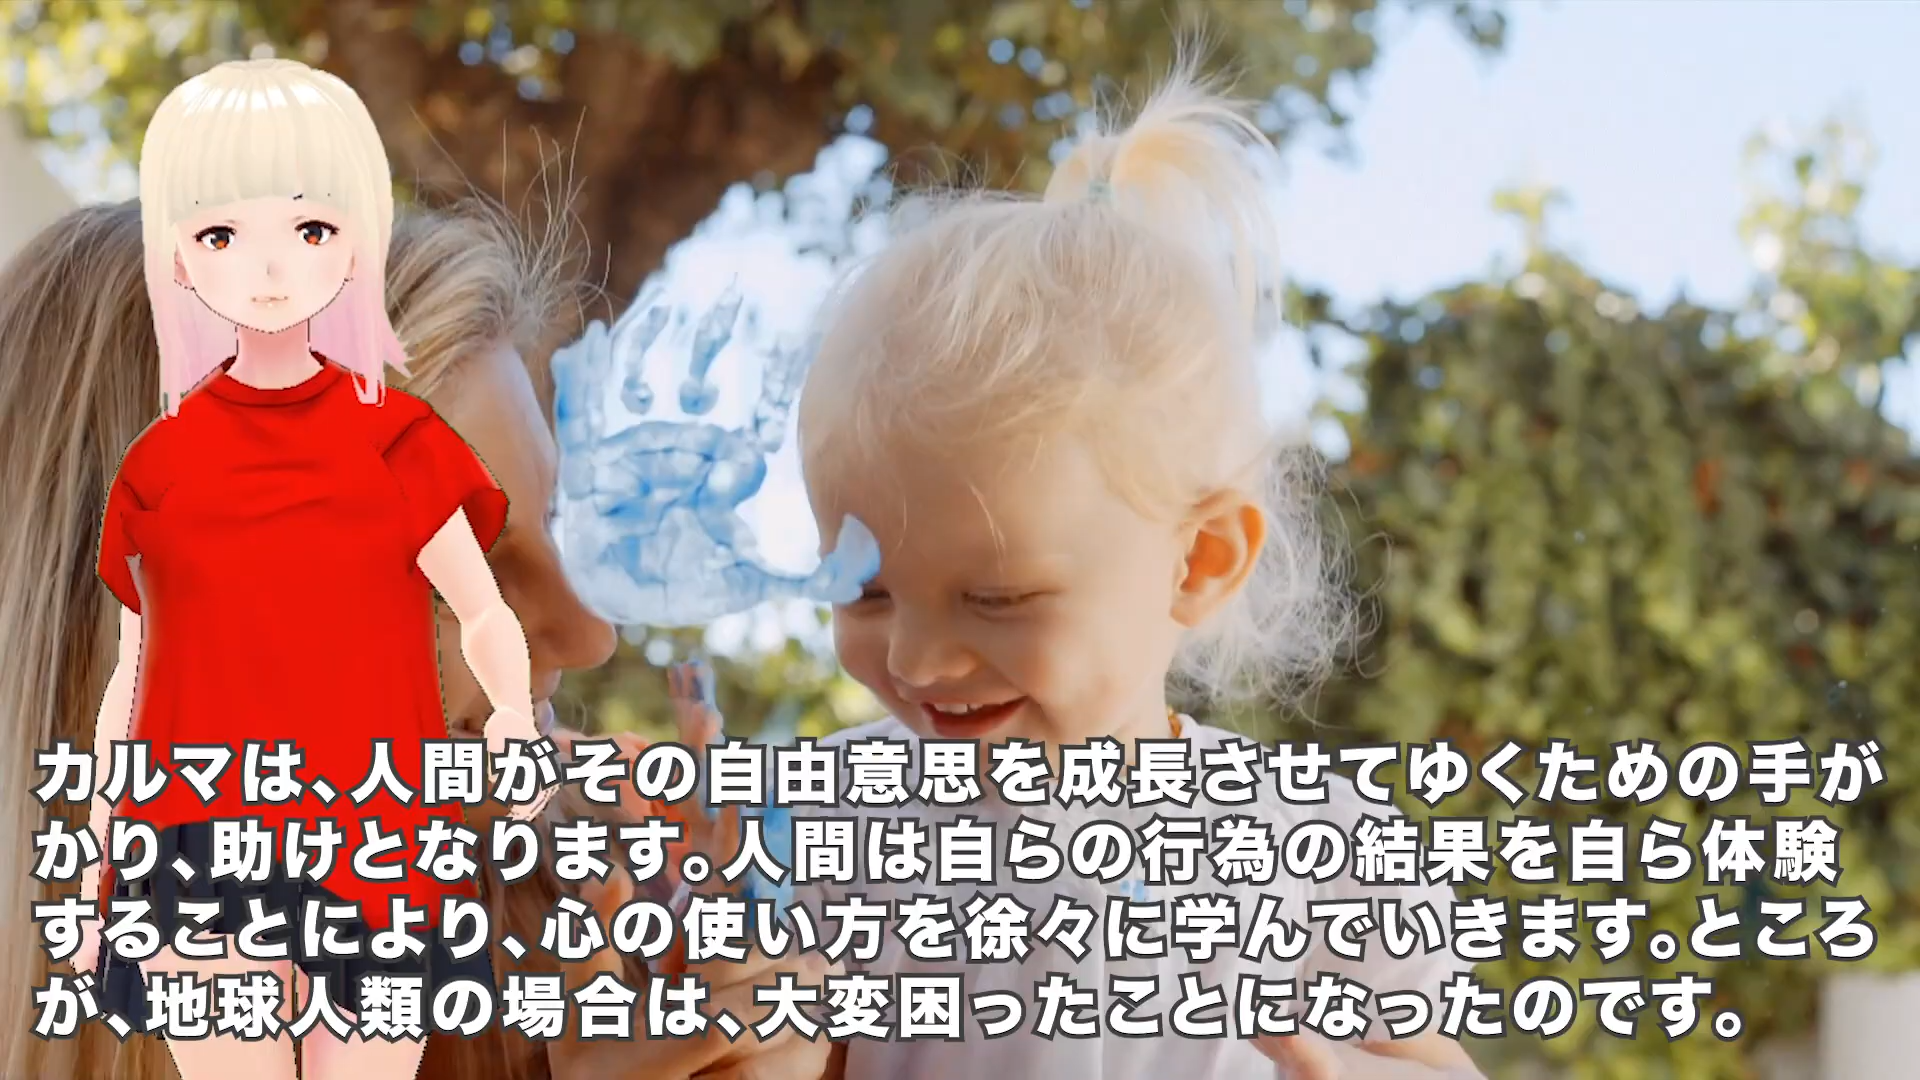 カルマは、人間がその自由意思を成長させてゆくための手が
かり、助けとなります。人間は自らの行為の結果を自ら体験
することにより、心の使い方を徐々に学んでいきます。ところ
が、地球人類の場合は、大変困ったことになったのです。